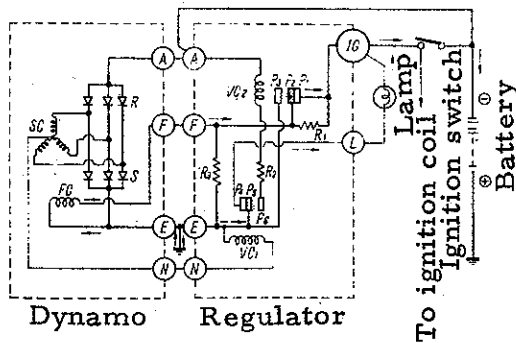 A A IG
VC2 P3 P2 P1
SC R Lamp
F F R1
L
R3 R2
FC S P4 P5
P6
E E
VC1
N N
Dynamo Regulator
To ignition coil
Ignition switch
Battery
⊖
⊕